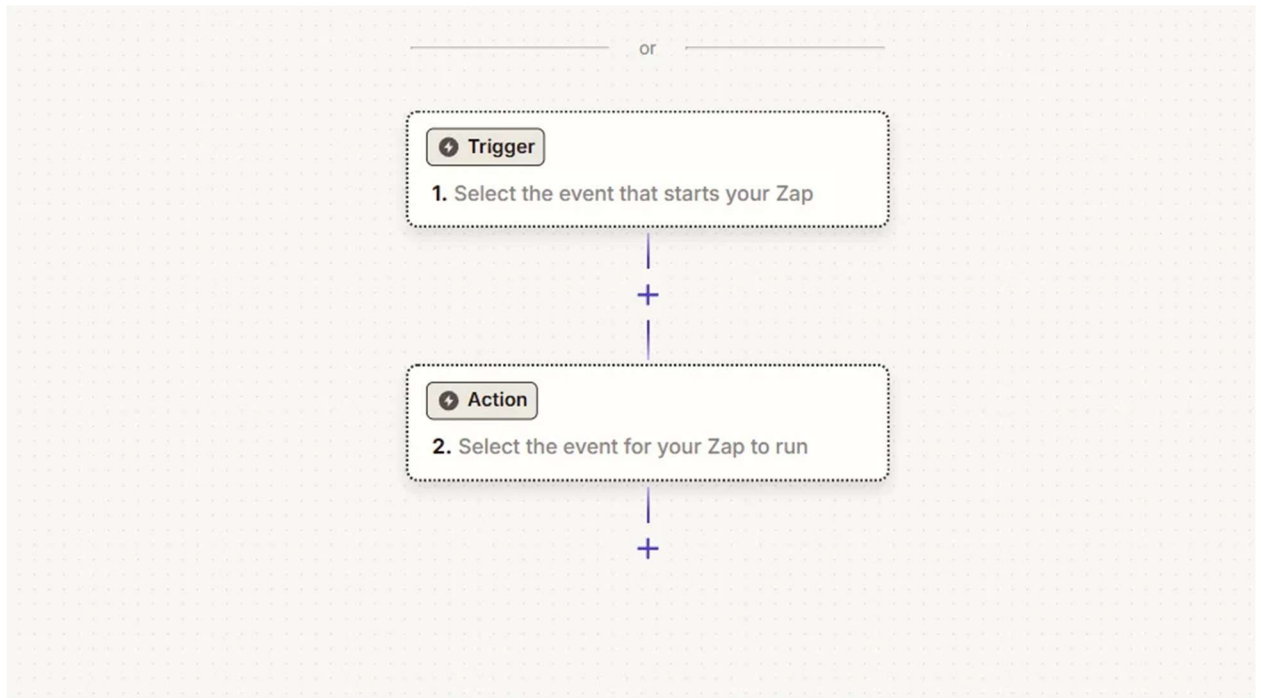 or
Trigger
1. Select the event that starts your Zap
Action
2. Select the event for your Zap to run